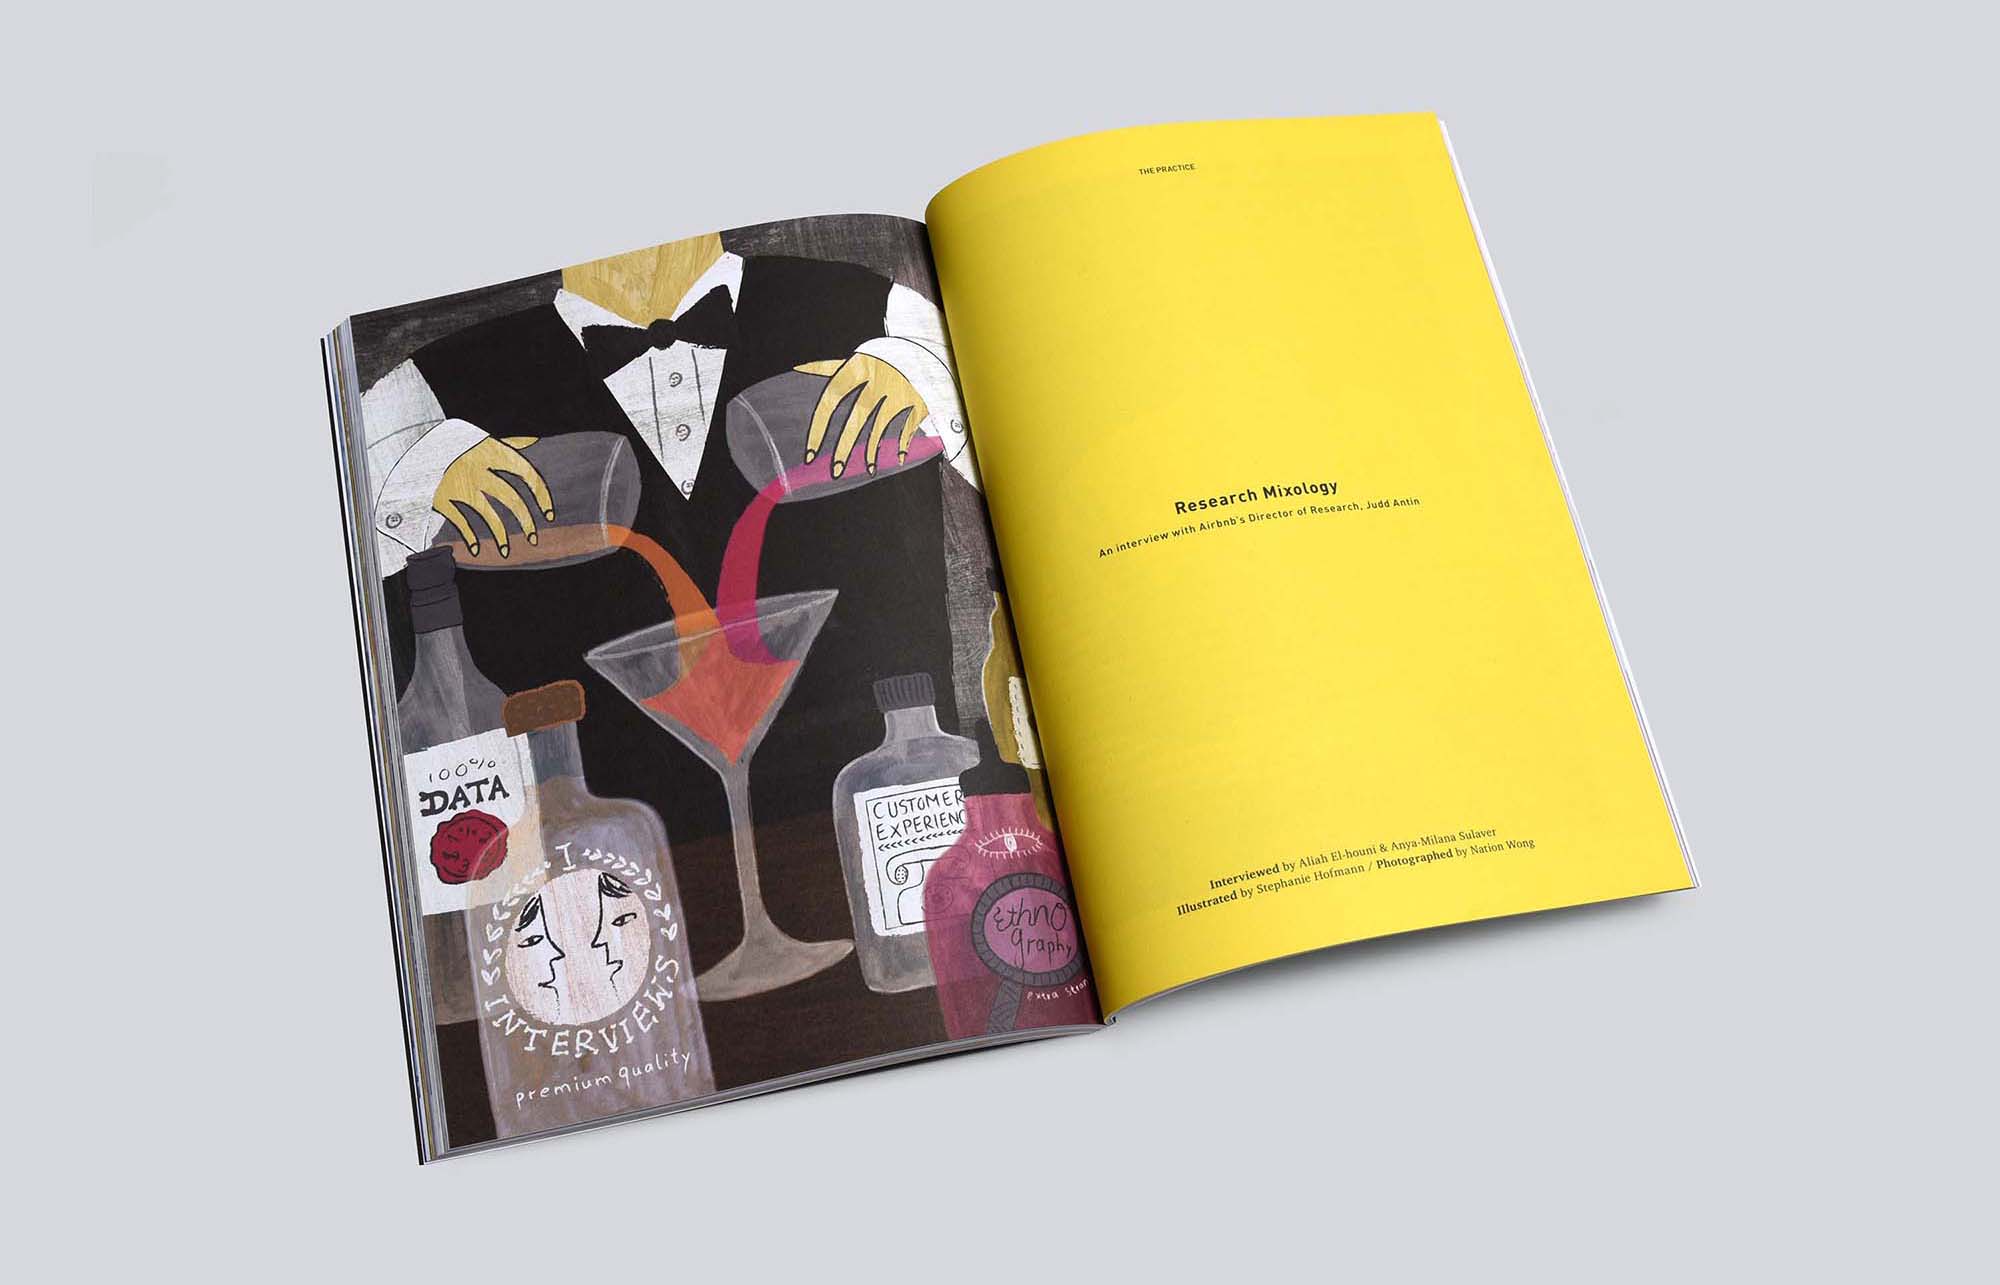 100%
DATA
I
INTERVIEWS
premium quality
CUSTOMER
EXPERIENC
Ethno
graphy
extra
THE PRACTICE
Research Mixology
An interview with Airbnb's Director of Research, Judd Antin
Interviewed by Aliah El-houni & Anya-Milana Sulaver
Illustrated by Stephanie Hofmann / Photographed by Nation Wong